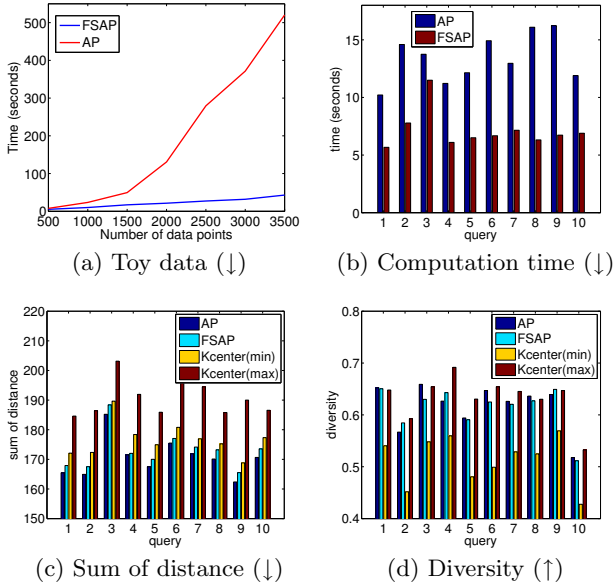 FSAP
AP
Time (seconds)
500
400
300
200
100
0
500 1000 1500 2000 2500 3000 3500
Number of data points
(a) Toy data (↓)
AP
FSAP
time (seconds)
15
10
5
0
1 2 3 4 5 6 7 8 9 10
query
(b) Computation time (↓)
AP
FSAP
Kcenter(min)
Kcenter(max)
sum of distance
220
210
200
190
180
170
160
150
1 2 3 4 5 6 7 8 9 10
query
(c) Sum of distance (↓)
AP
FSAP
Kcenter(min)
Kcenter(max)
diversity
0.8
0.7
0.6
0.5
0.4
1 2 3 4 5 6 7 8 9 10
query
(d) Diversity (↑)